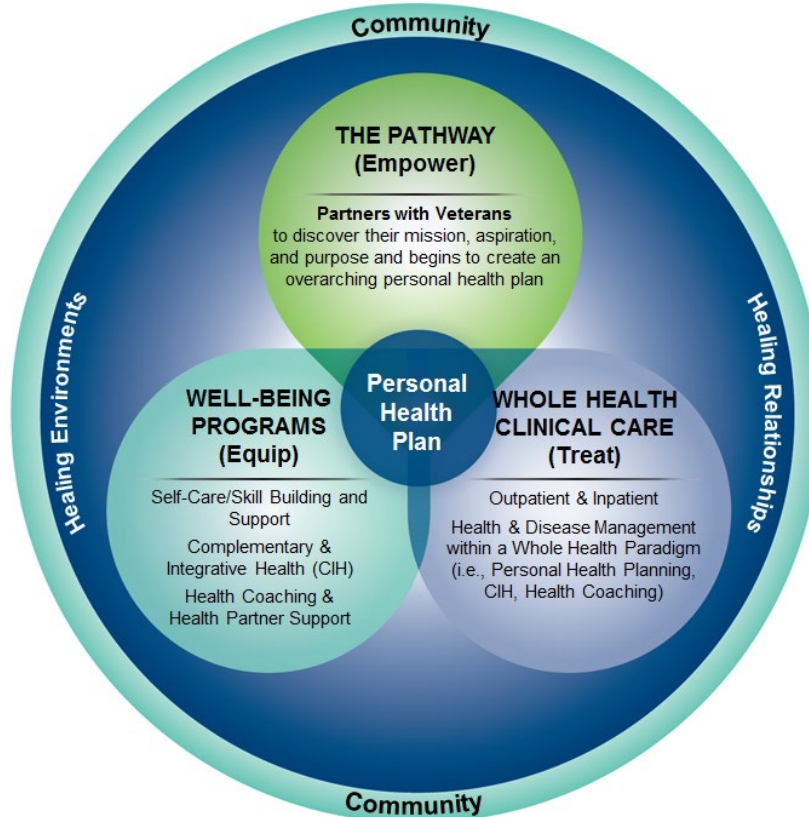 Community
THE PATHWAY
(Empower)
Partners with Veterans
to discover their mission, aspiration,
and purpose and begins to create an
overarching personal health plan
Healing Environments
Healing Relationships
Personal
Health
Plan
WELL-BEING
PROGRAMS
(Equip)
Self-Care/Skill Building and
Support
Complementary &
Integrative Health (CIH)
Health Coaching &
Health Partner Support
WHOLE HEALTH
CLINICAL CARE
(Treat)
Outpatient & Inpatient
Health & Disease Management
within a Whole Health Paradigm
(i.e., Personal Health Planning,
CIH, Health Coaching)
Community